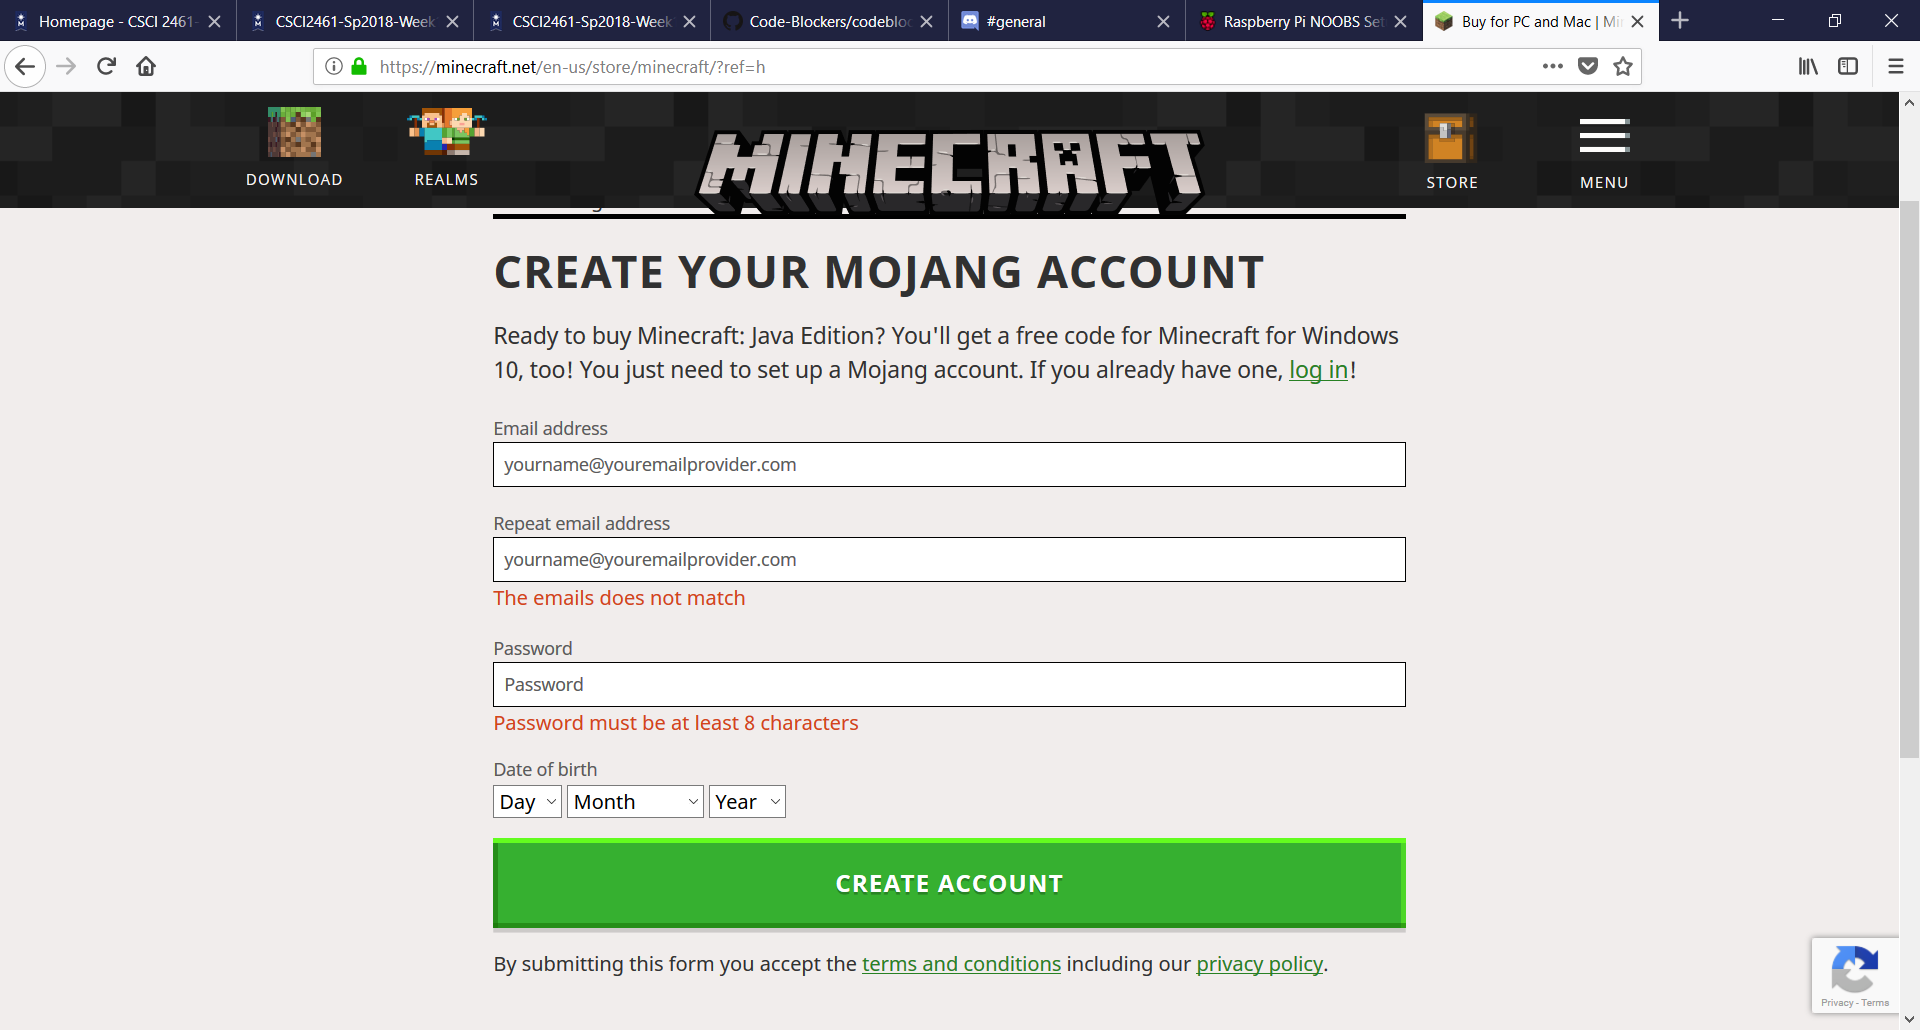 Homepage - CSCI 2461-
CSCI2461-Sp2018-Week
CSCI2461-Sp2018-Week
Code-Blockers/codebloc
#general
Raspberry Pi NOOBS Set
Buy for PC and Mac | Mi
https://minecraft.net/en-us/store/minecraft/?ref=h
DOWNLOAD
REALMS
MINECRAFT
STORE
MENU
CREATE YOUR MOJANG ACCOUNT
Ready to buy Minecraft: Java Edition? You'll get a free code for Minecraft for Windows
10, too! You just need to set up a Mojang account. If you already have one, log in!
Email address
yourname@youremailprovider.com
Repeat email address
yourname@youremailprovider.com
The emails does not match
Password
Password
Password must be at least 8 characters
Date of birth
Day Month Year
CREATE ACCOUNT
By submitting this form you accept the terms and conditions including our privacy policy.
Privacy - Terms